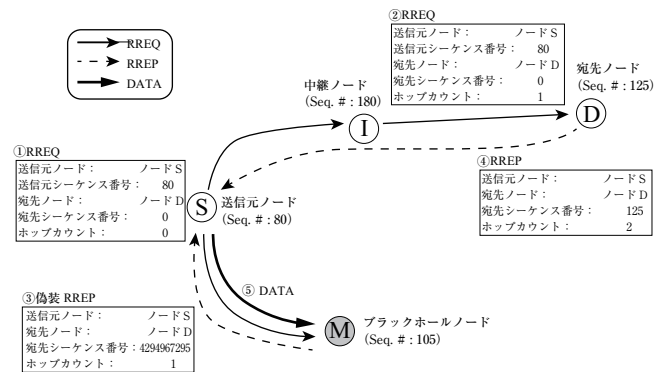 RREQ
RREP
DATA
②RREQ
送信元ノード： ノード S
送信元シーケンス番号： 80
宛先ノード： ノード D
宛先シーケンス番号： 0
ホップカウント： 1
宛先ノード
(Seq. # : 125)
D
中継ノード
(Seq. # : 180)
I
①RREQ
送信元ノード： ノード S
送信元シーケンス番号： 80
宛先ノード： ノード D
宛先シーケンス番号： 0
ホップカウント： 0
S
送信元ノード
(Seq. # : 80)
④RREP
送信元ノード： ノード S
宛先ノード： ノード D
宛先シーケンス番号： 125
ホップカウント： 2
③偽装 RREP
送信元ノード： ノード S
宛先ノード： ノード D
宛先シーケンス番号：4294967295
ホップカウント： 1
⑤ DATA
M
ブラックホールノード
(Seq. # : 105)